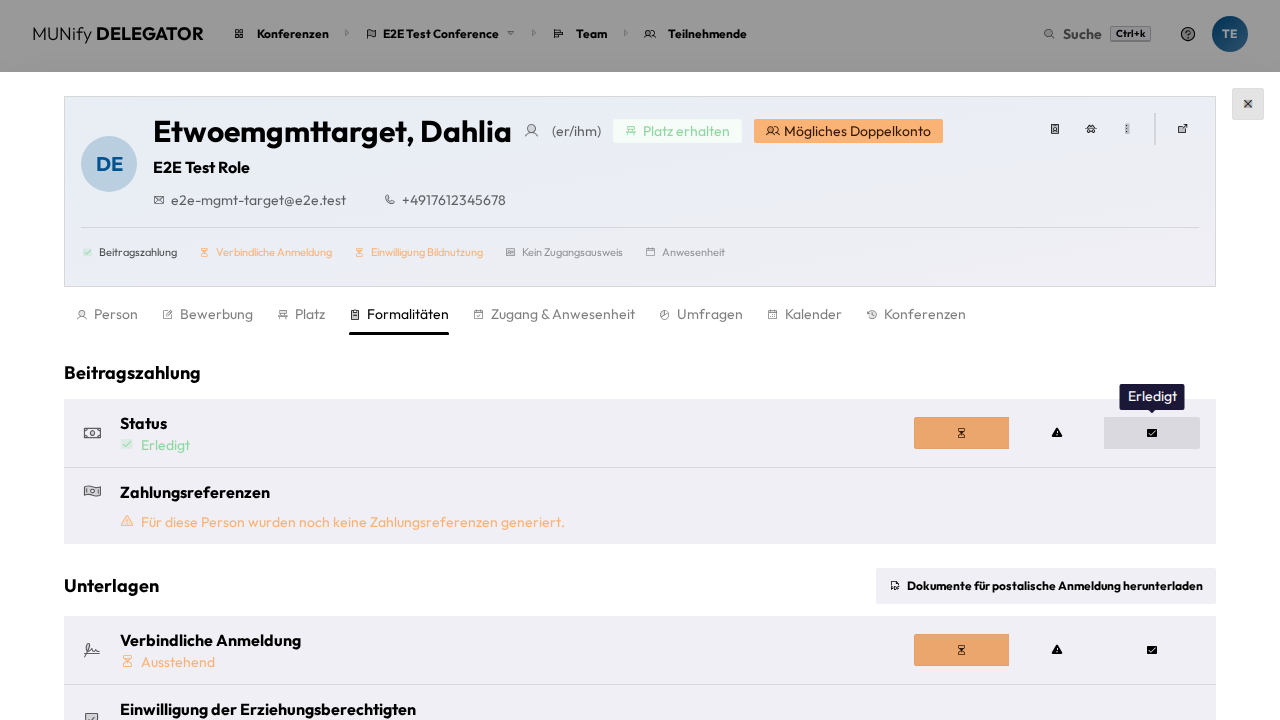 MUNify DELEGATOR
Konferenzen
E2E Test Conference
Team
Teilnehmende
Suche
Ctrl+k
TE
DE
Etwoemgmttarget, Dahlia
(er/ihm)
Platz erhalten
Mögliches Doppelkonto
E2E Test Role
e2e-mgmt-target@e2e.test
+4917612345678
Beitragszahlung
Verbindliche Anmeldung
Einwilligung Bildnutzung
Kein Zugangsausweis
Anwesenheit
Person
Bewerbung
Platz
Formalitäten
Zugang & Anwesenheit
Umfragen
Kalender
Konferenzen
Beitragszahlung
Erledigt
Status
Erledigt
Zahlungsreferenzen
Für diese Person wurden noch keine Zahlungsreferenzen generiert.
Unterlagen
Dokumente für postalische Anmeldung herunterladen
Verbindliche Anmeldung
Ausstehend
Einwilligung der Erziehungsberechtigten